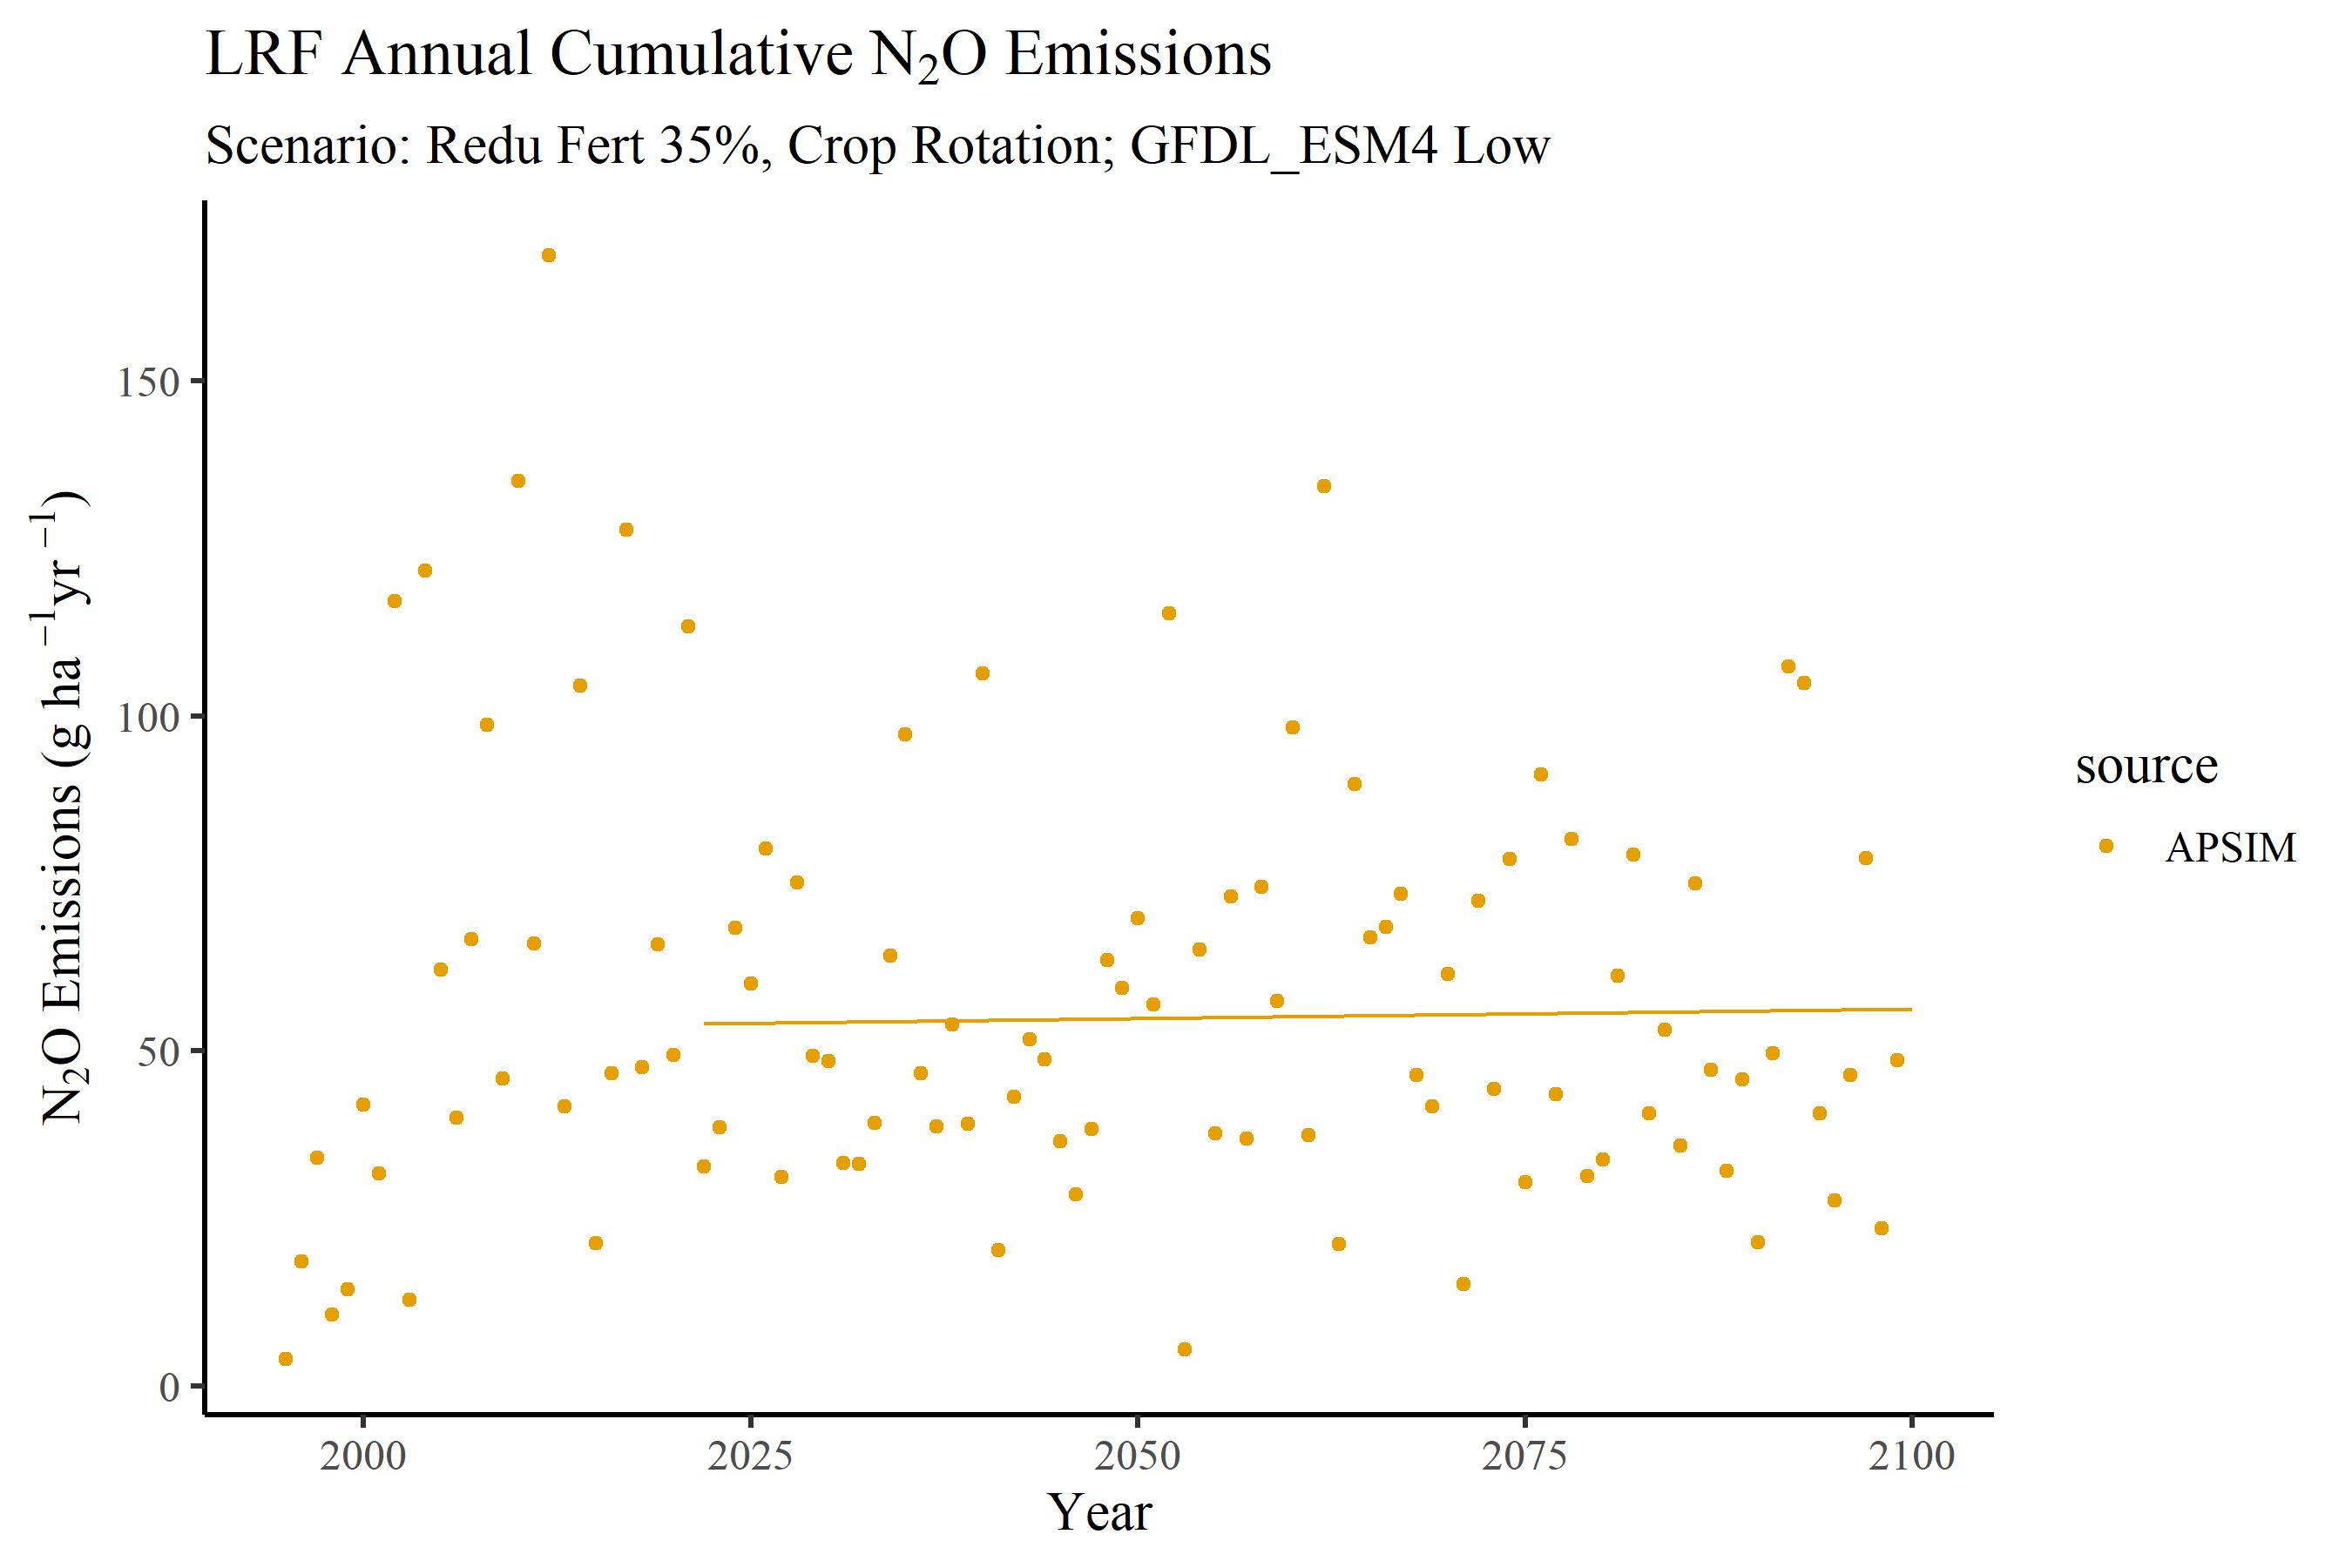 LRF Annual Cumulative N₂O Emissions
Scenario: Redu Fert 35%, Crop Rotation; GFDL_ESM4 Low
N₂O Emissions (g ha⁻¹yr⁻¹)
150
100
50
0
2000 2025 2050 2075 2100
Year
source
APSIM